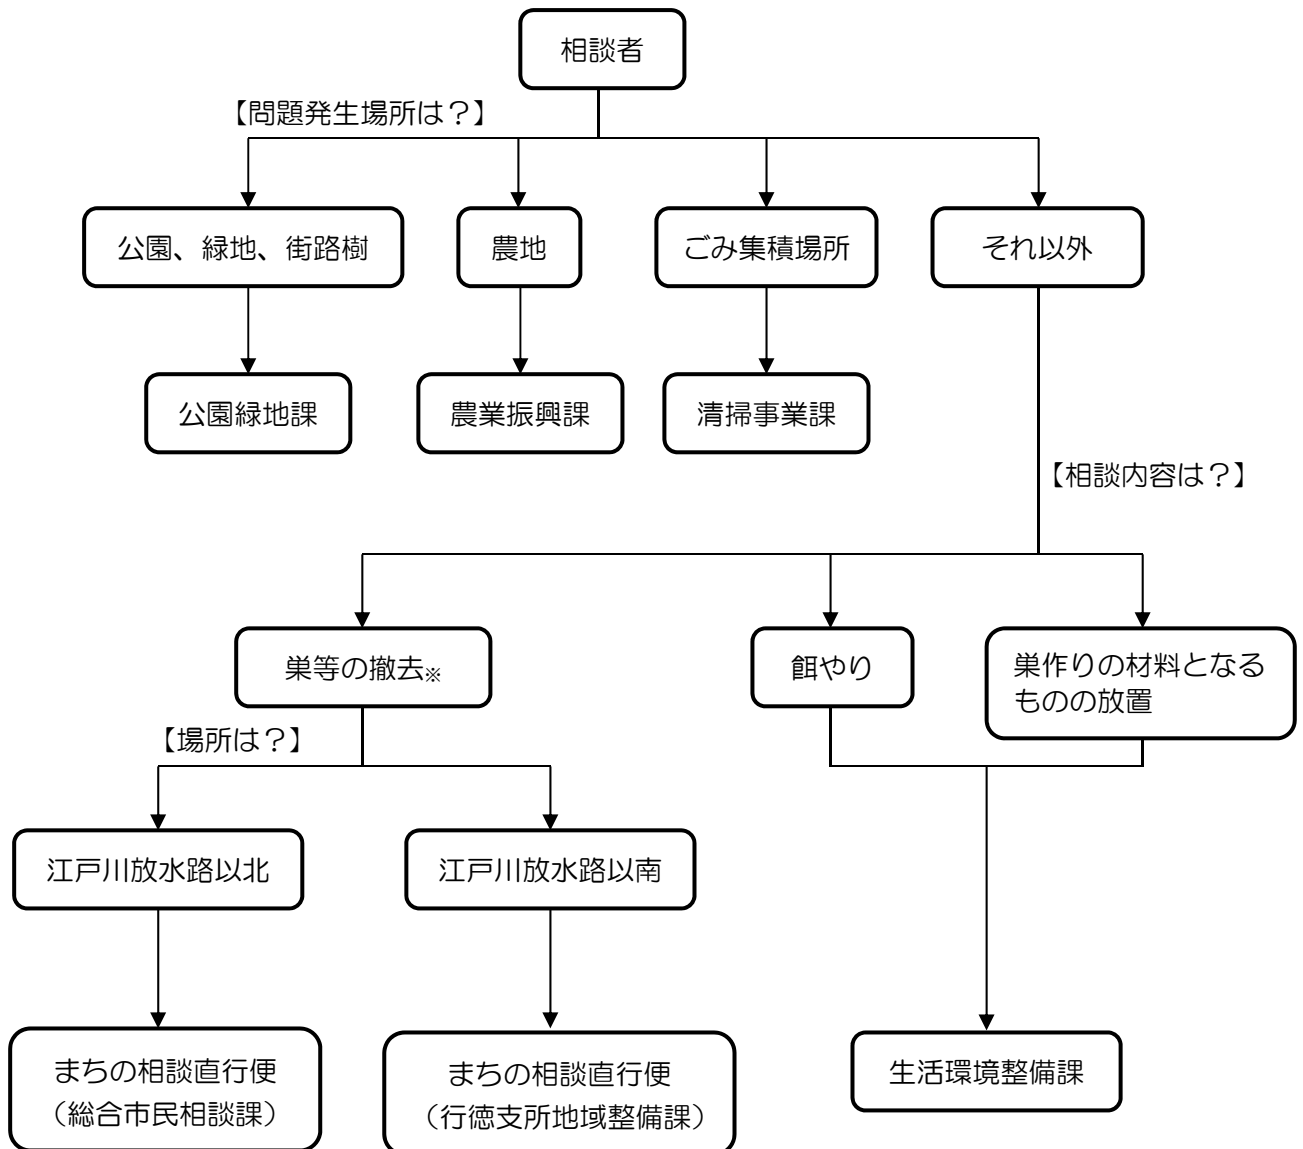 相談者
【問題発生場所は？】
公園、緑地、街路樹
農地
ごみ集積場所
それ以外
公園緑地課
農業振興課
清掃事業課
【相談内容は？】
巣等の撤去※
餌やり
巣作りの材料となる
ものの放置
【場所は？】
江戸川放水路以北
江戸川放水路以南
まちの相談直行便
（総合市民相談課）
まちの相談直行便
（行徳支所地域整備課）
生活環境整備課